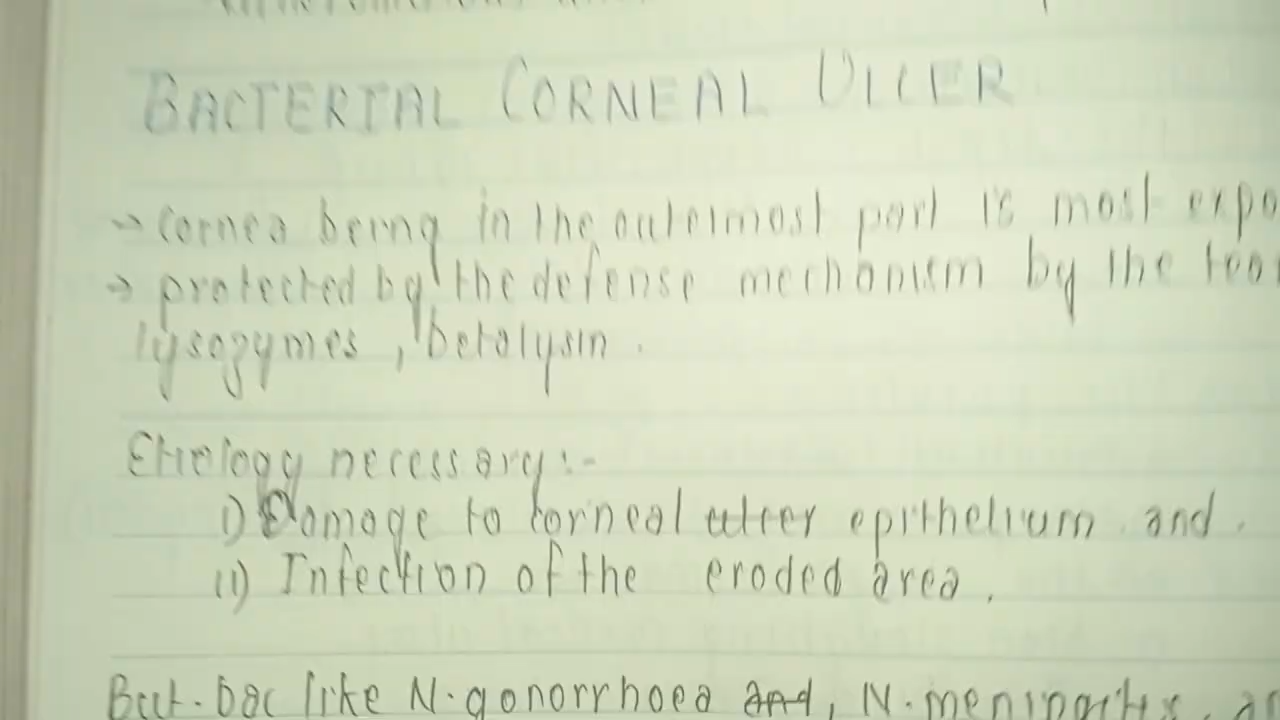 BACTERIAL CORNEAL ULCER
→ cornea being in the outermost part is most expo
→ protected by the defense mechanism by the tea
lysozymes, betalysin.
Etiology necessary:-
i) Damage to corneal ulcer epithelium and.
ii) Infection of the eroded area.
But. bac like N. gonorrhoea and, N. meningitis,